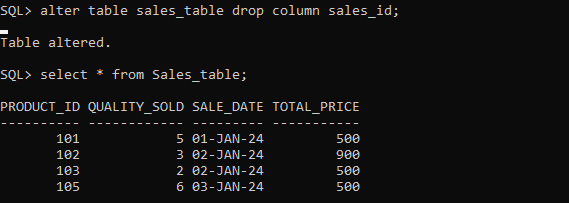 SQL> alter table sales_table drop column sales_id;
Table altered.
SQL> select * from Sales_table;
PRODUCT_ID QUALITY_SOLD SALE_DATE TOTAL_PRICE
---------- ------------ --------- -----------
       101            5 01-JAN-24         500
       102            3 02-JAN-24         900
       103            2 02-JAN-24         500
       105            6 03-JAN-24         500